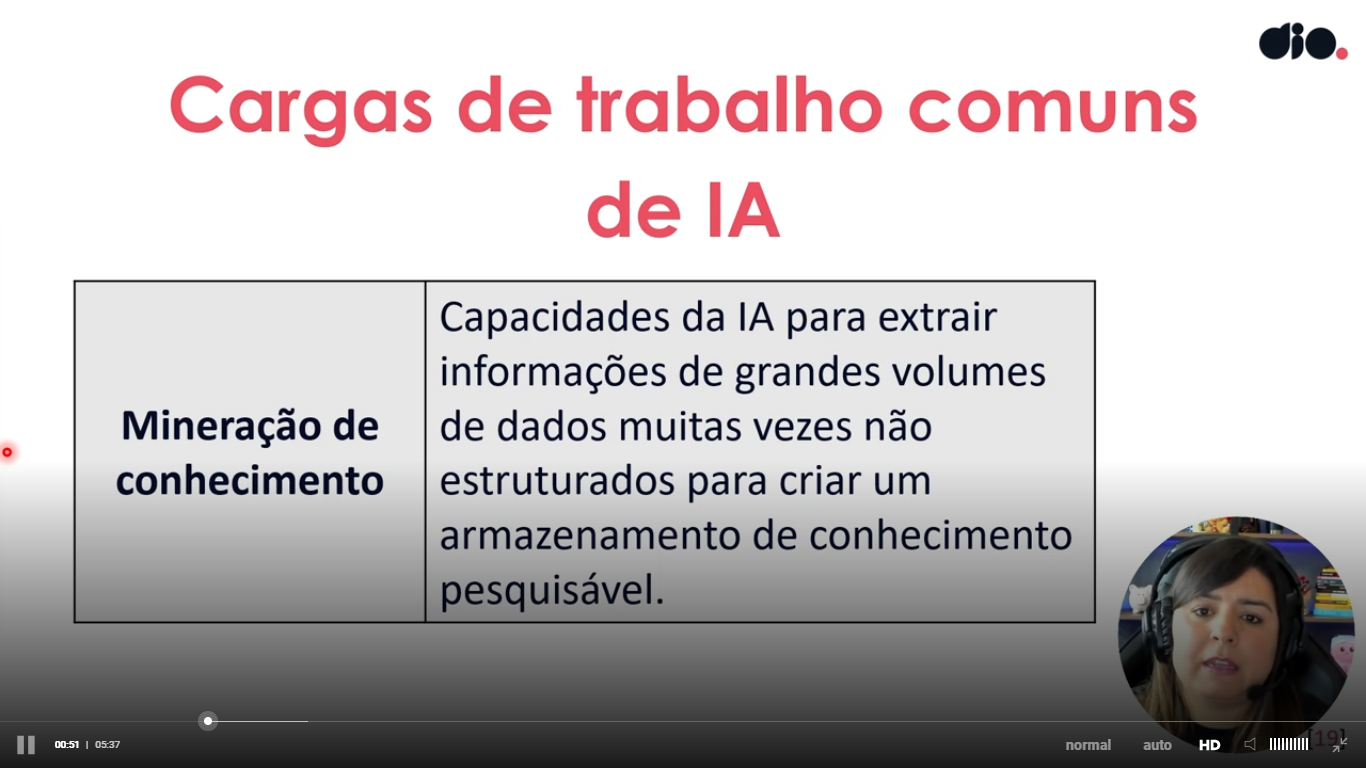 dio.
Cargas de trabalho comuns
de IA
Mineração de
conhecimento
Capacidades da IA para extrair
informações de grandes volumes
de dados muitas vezes não
estruturados para criar um
armazenamento de conhecimento
pesquisável.
[19]
00:51 | 05:37
normal auto HD